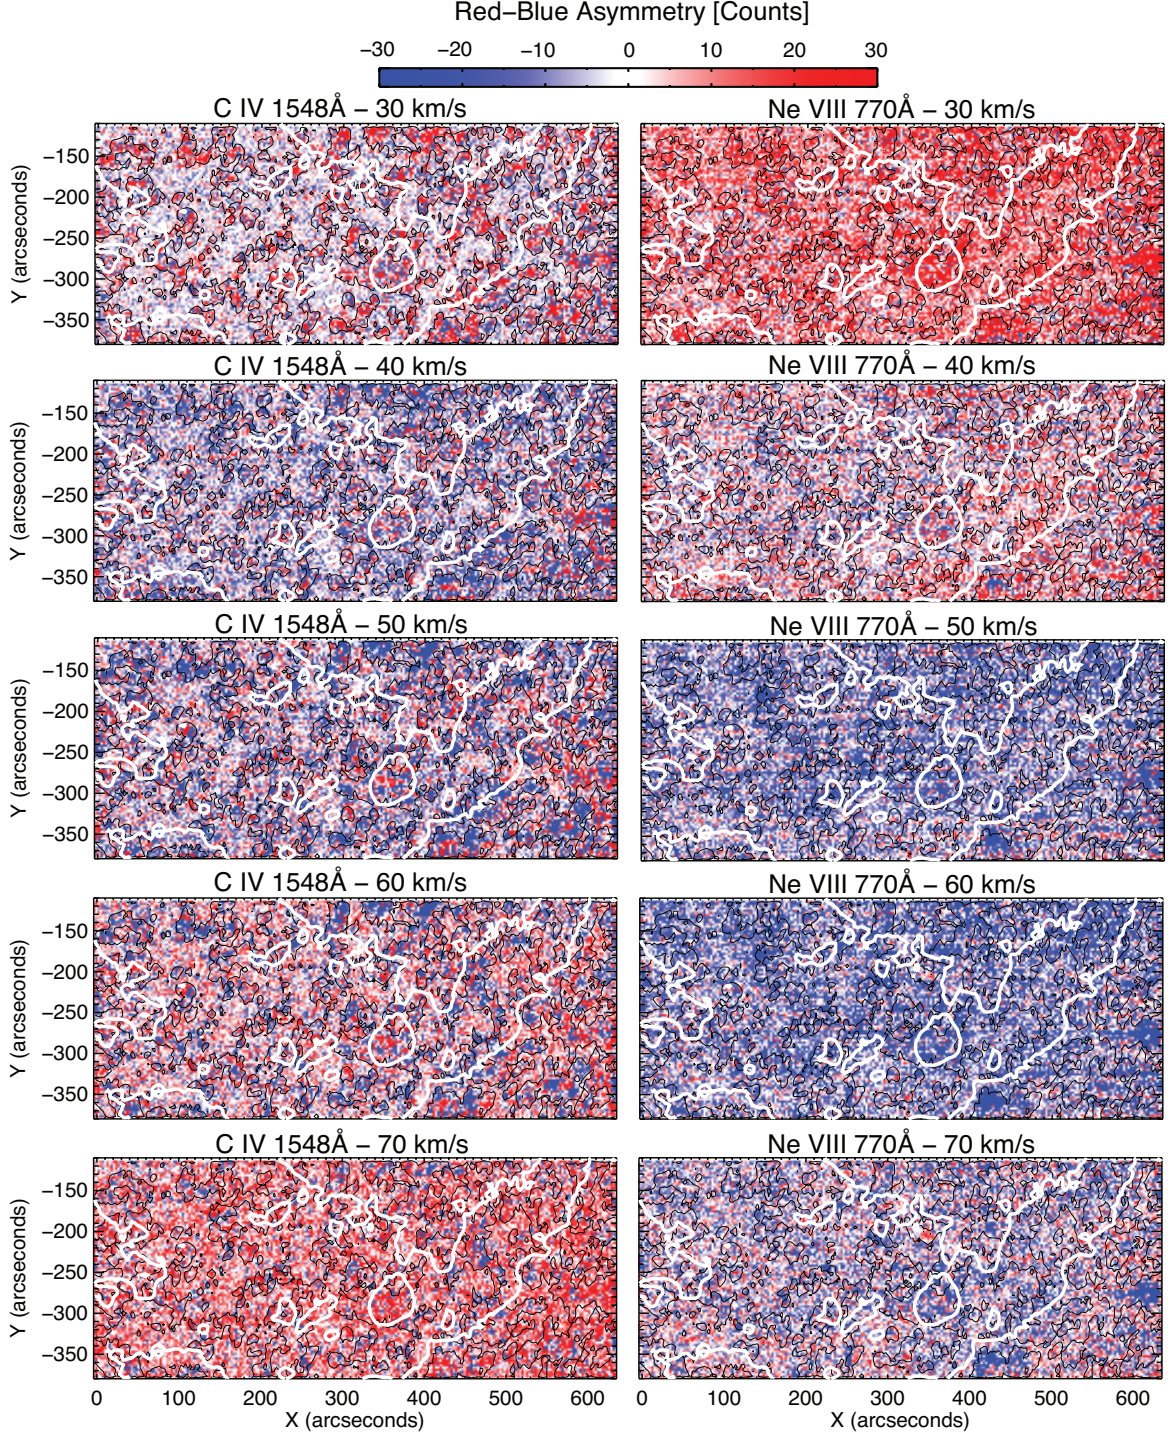 Red−Blue Asymmetry [Counts]
−30 −20 −10 0 10 20 30
C IV 1548Å − 30 km/s
Ne VIII 770Å − 30 km/s
Y (arcseconds)
−150
−200
−250
−300
−350
C IV 1548Å − 40 km/s
Ne VIII 770Å − 40 km/s
Y (arcseconds)
−150
−200
−250
−300
−350
C IV 1548Å − 50 km/s
Ne VIII 770Å − 50 km/s
Y (arcseconds)
−150
−200
−250
−300
−350
C IV 1548Å − 60 km/s
Ne VIII 770Å − 60 km/s
Y (arcseconds)
−150
−200
−250
−300
−350
C IV 1548Å − 70 km/s
Ne VIII 770Å − 70 km/s
Y (arcseconds)
−150
−200
−250
−300
−350
0 100 200 300 400 500 600
0 100 200 300 400 500 600
X (arcseconds)
X (arcseconds)